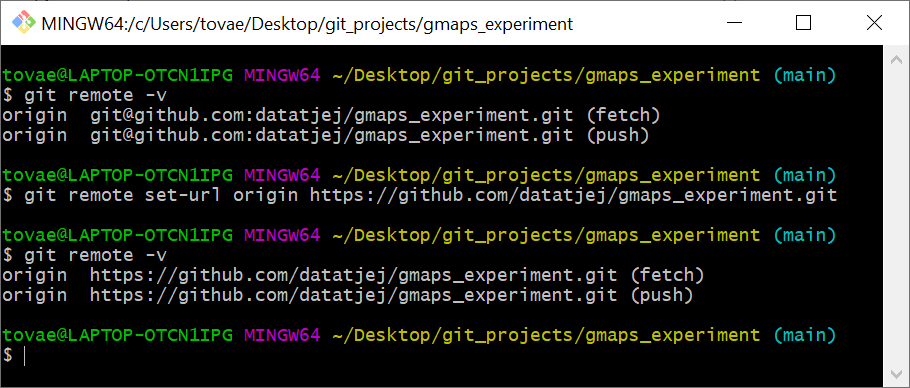 MINGW64:/c/Users/tovae/Desktop/git_projects/gmaps_experiment
tovae@LAPTOP-OTCN1IPG MINGW64 ~/Desktop/git_projects/gmaps_experiment (main)
$ git remote -v
origin  git@github.com:datatjej/gmaps_experiment.git (fetch)
origin  git@github.com:datatjej/gmaps_experiment.git (push)
tovae@LAPTOP-OTCN1IPG MINGW64 ~/Desktop/git_projects/gmaps_experiment (main)
$ git remote set-url origin https://github.com/datatjej/gmaps_experiment.git
tovae@LAPTOP-OTCN1IPG MINGW64 ~/Desktop/git_projects/gmaps_experiment (main)
$ git remote -v
origin  https://github.com/datatjej/gmaps_experiment.git (fetch)
origin  https://github.com/datatjej/gmaps_experiment.git (push)
tovae@LAPTOP-OTCN1IPG MINGW64 ~/Desktop/git_projects/gmaps_experiment (main)
$